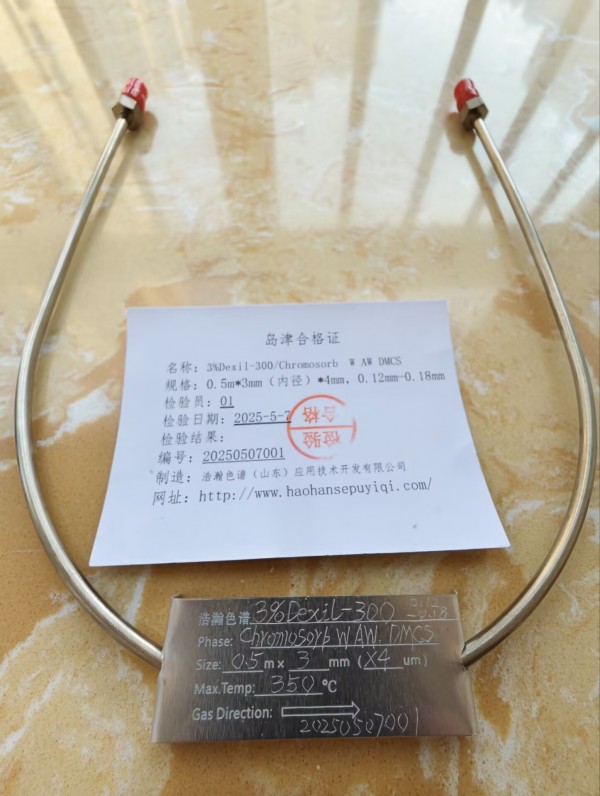 岛津合格证
名称：3%Dexil-300/Chromosorb W AW DMCS
规格：0.5m*3mm（内径）*4mm，0.12mm-0.18mm
检验员：01
检验日期：2025-5-7
检验结果：
检验
合格
编号：20250507001
制造：浩瀚色谱（山东）应用技术开发有限公司
网址：http://www.haohansepuyiqi.com/
浩瀚色谱 3%Dexil-300
Phase: Chromosorb W AW. DMCS
Size: 0.5 m x 3 mm (X4 um)
Max.Temp: 350 °C
Gas Direction:
20250507001